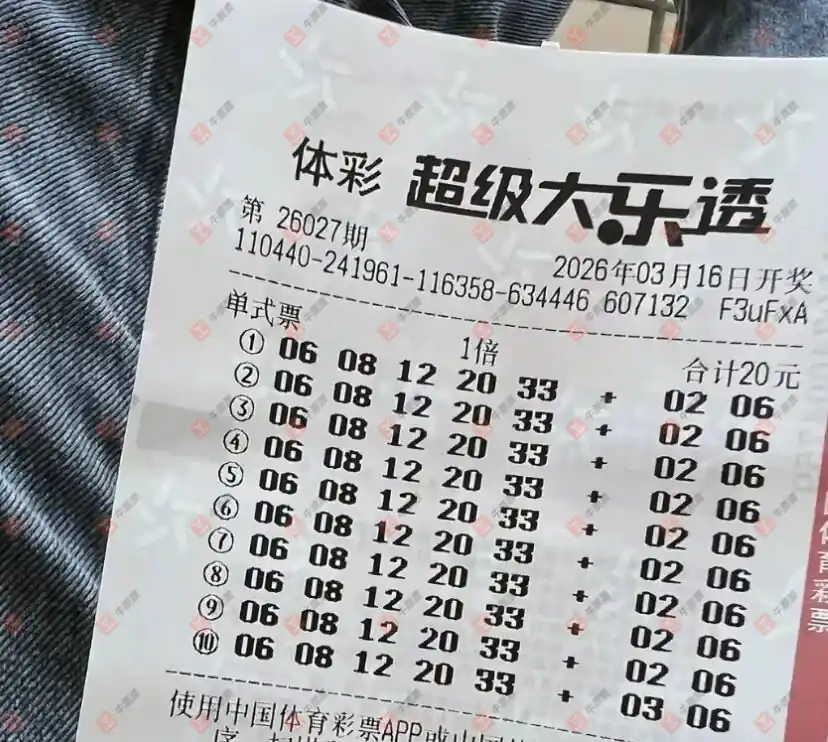 体彩 超级大乐透
第 26027期
2026年03月16日开奖
110440-241961-116358-634446 607132 F3uFxA
单式票 1倍 合计20元
① 06 08 12 20 33 + 02 06
② 06 08 12 20 33 + 02 06
③ 06 08 12 20 33 + 02 06
④ 06 08 12 20 33 + 02 06
⑤ 06 08 12 20 33 + 02 06
⑥ 06 08 12 20 33 + 02 06
⑦ 06 08 12 20 33 + 02 06
⑧ 06 08 12 20 33 + 02 06
⑨ 06 08 12 20 33 + 02 06
⑩ 06 08 12 20 33 + 03 06
使用中国体育彩票APP或中国
体育彩票